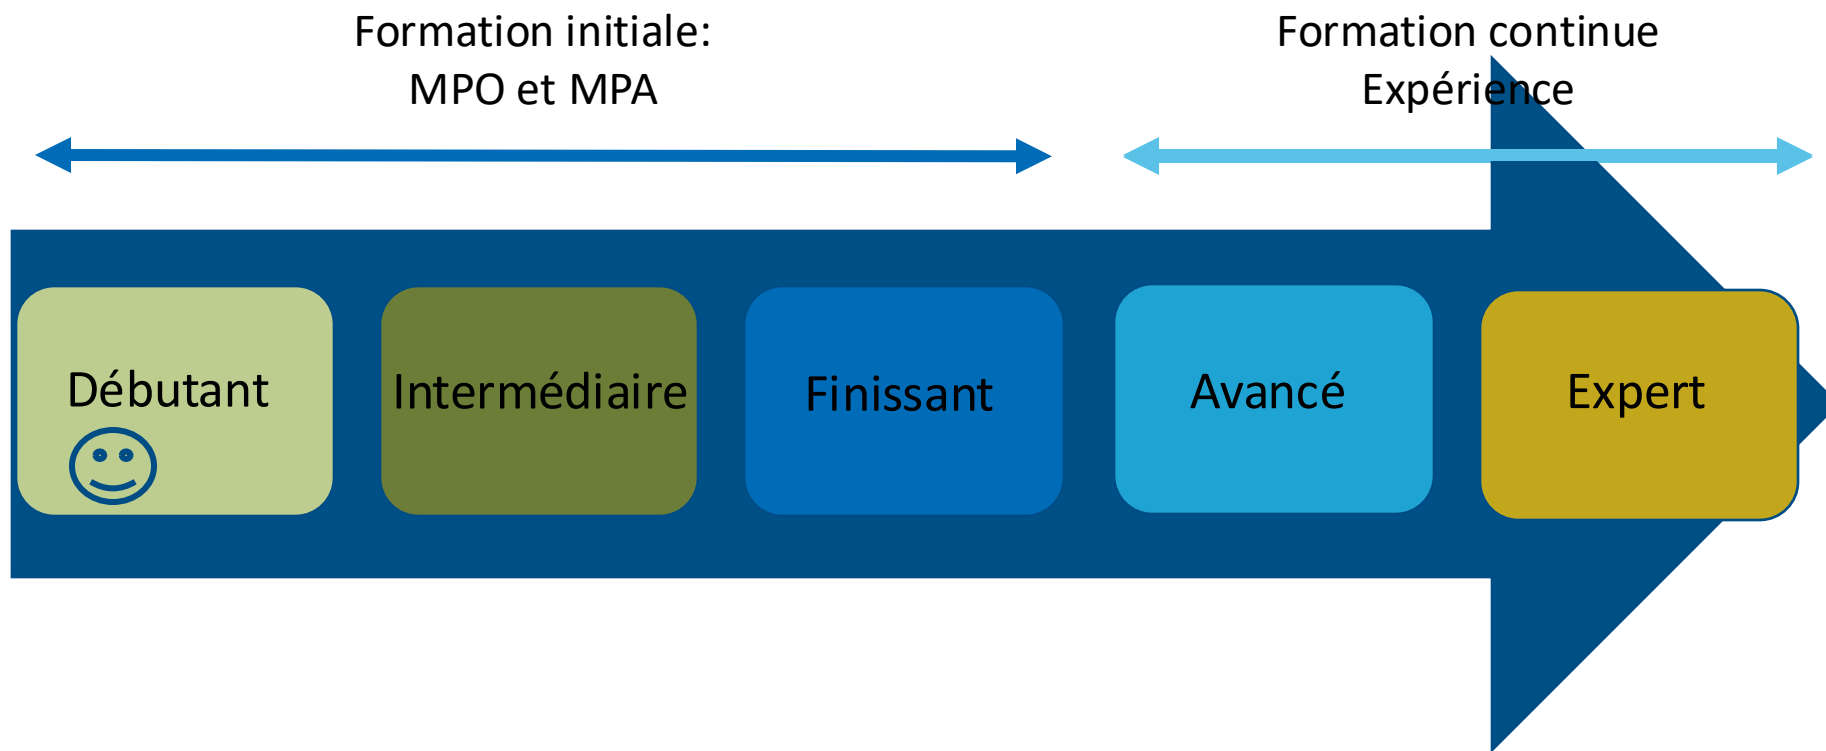 Formation initiale:
MPO et MPA
Formation continue
Expérience
Débutant
Intermédiaire
Finissant
Avancé
Expert